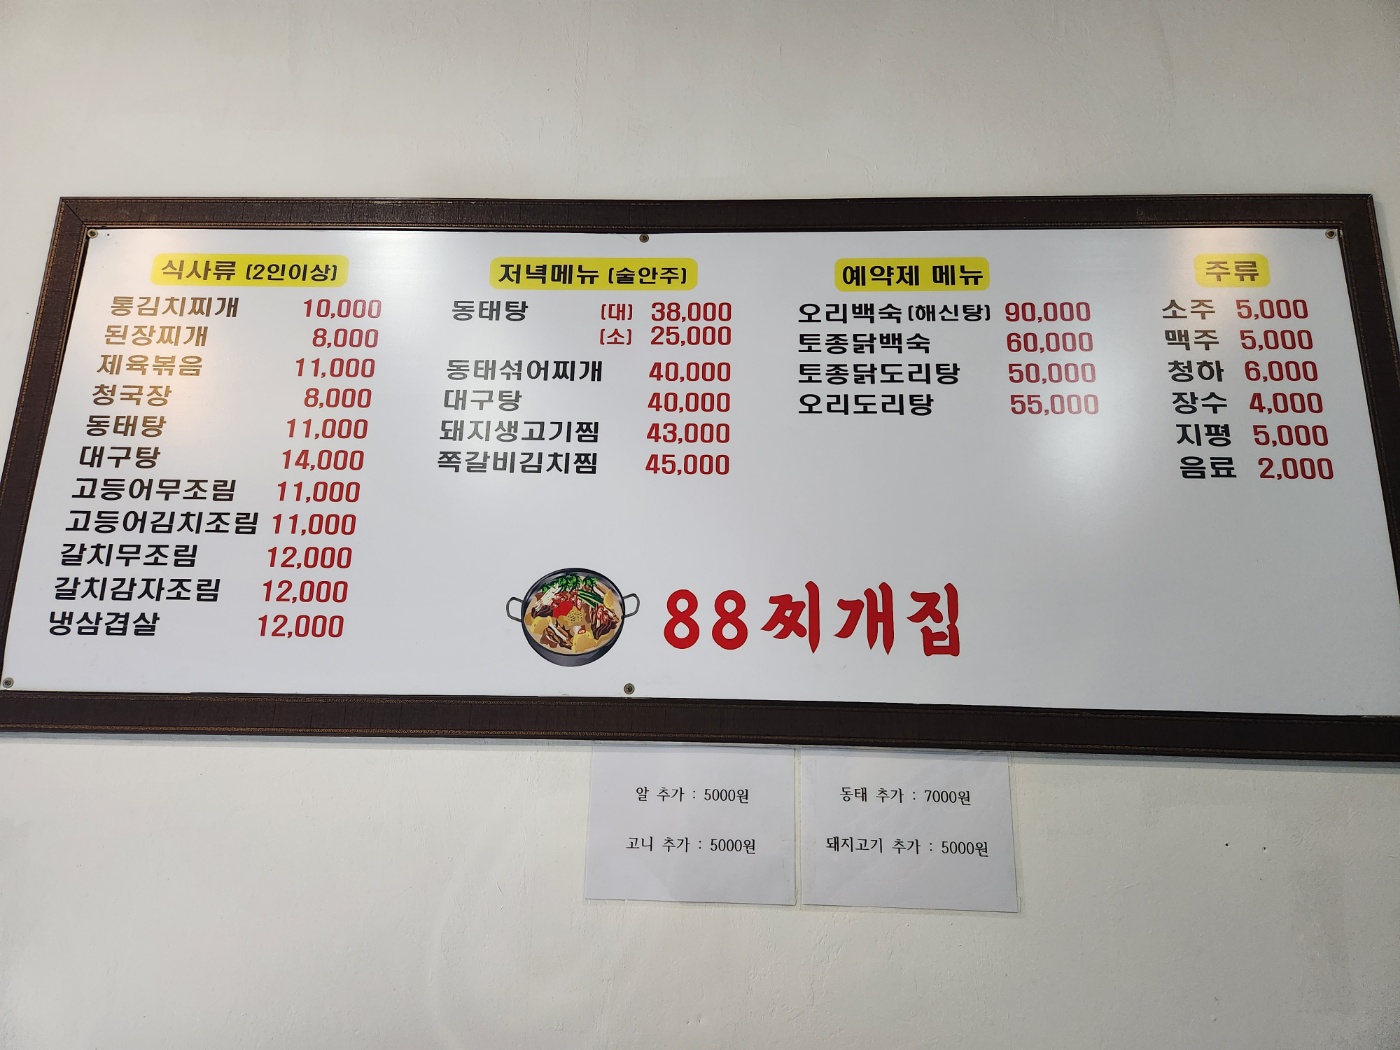 식사류 (2인이상)
통김치찌개 10,000
된장찌개 8,000
제육볶음 11,000
청국장 8,000
동태탕 11,000
대구탕 14,000
고등어무조림 11,000
고등어김치조림 11,000
갈치무조림 12,000
갈치감자조림 12,000
냉삼겹살 12,000
저녁메뉴 (술안주)
동태탕 (대) 38,000
(소) 25,000
동태섞어찌개 40,000
대구탕 40,000
돼지생고기찜 43,000
쪽갈비김치찜 45,000
예약제 메뉴
오리백숙(해신탕) 90,000
토종닭백숙 60,000
토종닭도리탕 50,000
오리도리탕 55,000
주류
소주 5,000
맥주 5,000
청하 6,000
장수 4,000
지평 5,000
음료 2,000
88찌개집
알 추가 : 5000원
고니 추가 : 5000원
동태 추가 : 7000원
돼지고기 추가 : 5000원